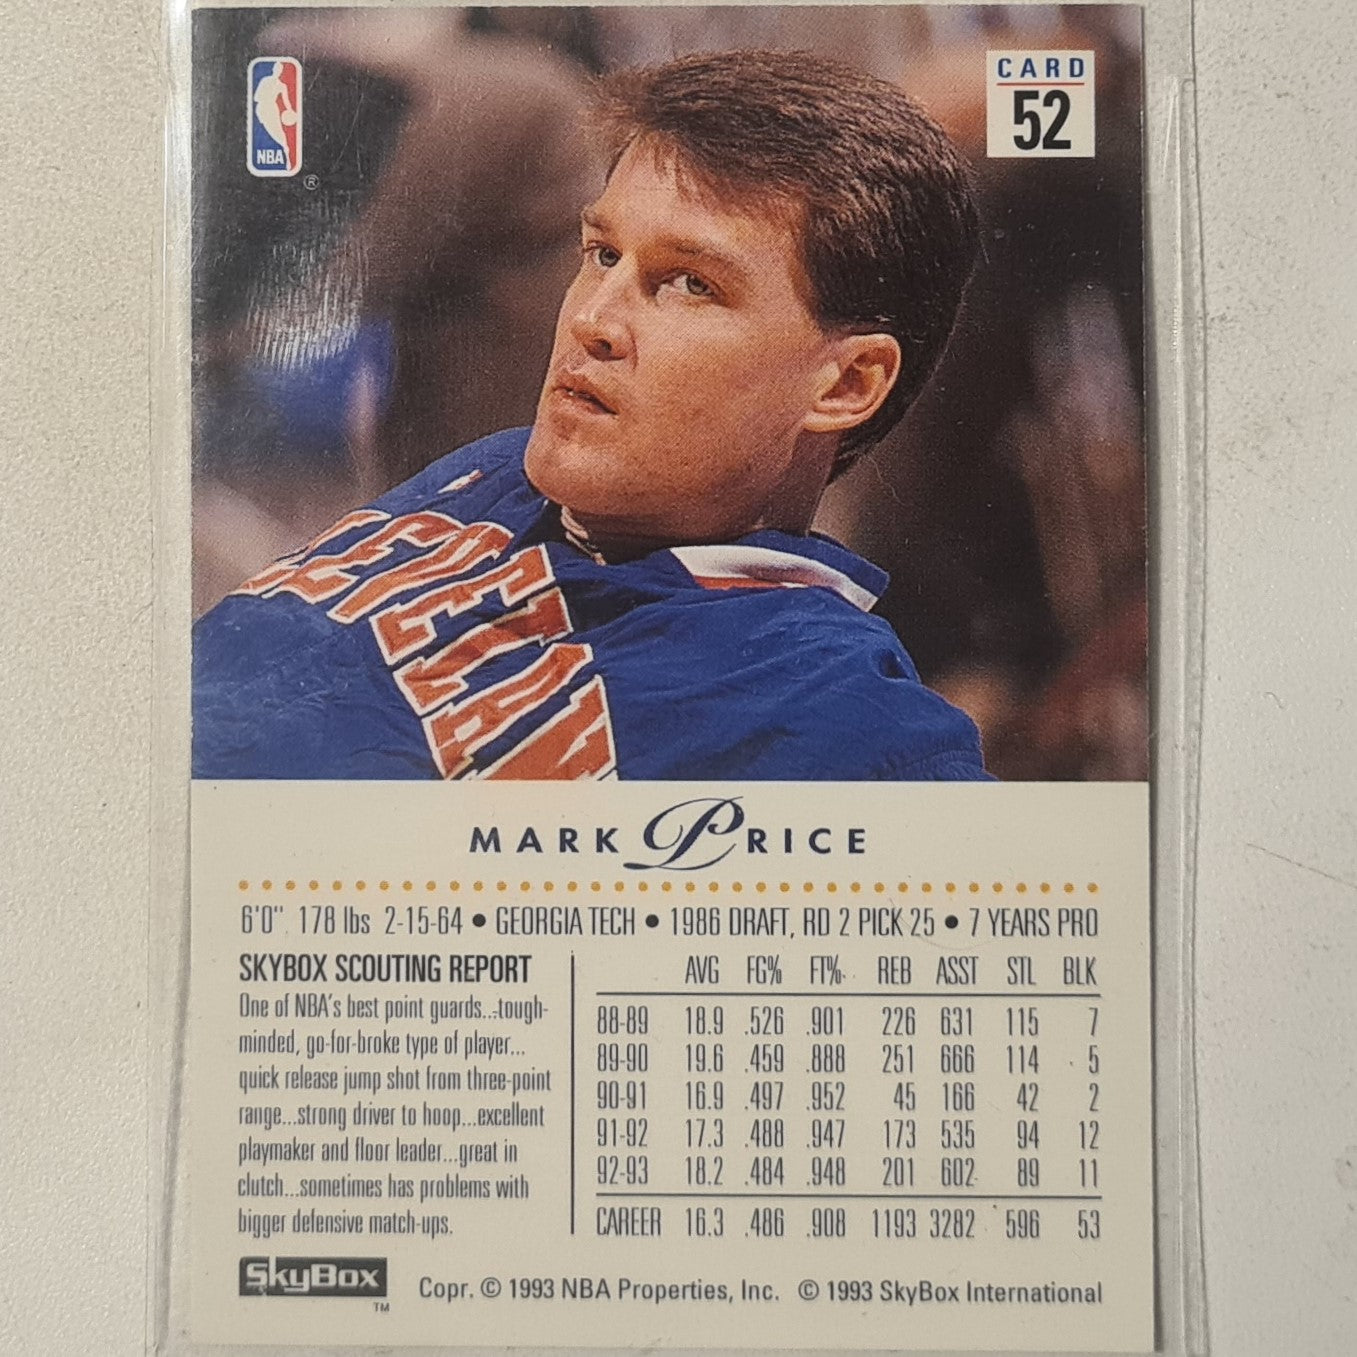 NBA
®
CARD
52
CLEVELAND
MARK PRICE
6'0" 178 lbs 2-15-64 • GEORGIA TECH • 1986 DRAFT, RD 2 PICK 25 • 7 YEARS PRO
SKYBOX SCOUTING REPORT
One of NBA's best point guards...tough-
minded, go-for-broke type of player...
quick release jump shot from three-point
range...strong driver to hoop...excellent
playmaker and floor leader...great in
clutch...sometimes has problems with
bigger defensive match-ups.
AVG FG% FT% REB ASST STL BLK
88-89 18.9 .526 .901 226 631 115 7
89-90 19.6 .459 .888 251 666 114 5
90-91 16.9 .497 .952 45 166 42 2
91-92 17.3 .488 .947 173 535 94 12
92-93 18.2 .484 .948 201 602 89 11
CAREER 16.3 .486 .908 1193 3282 596 53
SkyBox
TM
Copr. © 1993 NBA Properties, Inc. © 1993 SkyBox International